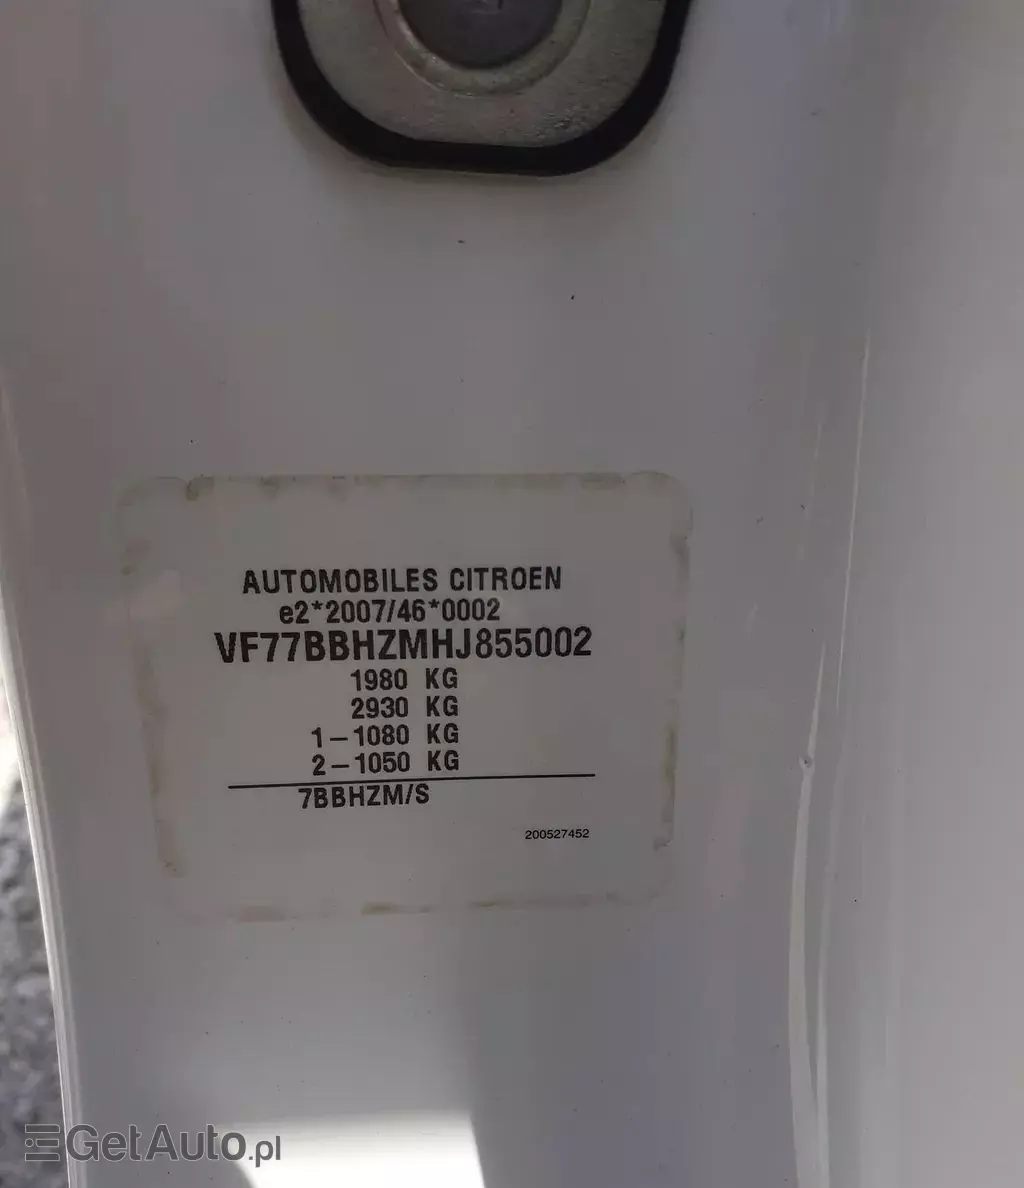 AUTOMOBILES CITROEN
e2*2007/46*0002
VF77BBHZMHJ855002
1980 KG
2930 KG
1-1080 KG
2-1050 KG
7BBHZM/S
200527452
GetAuto.pl